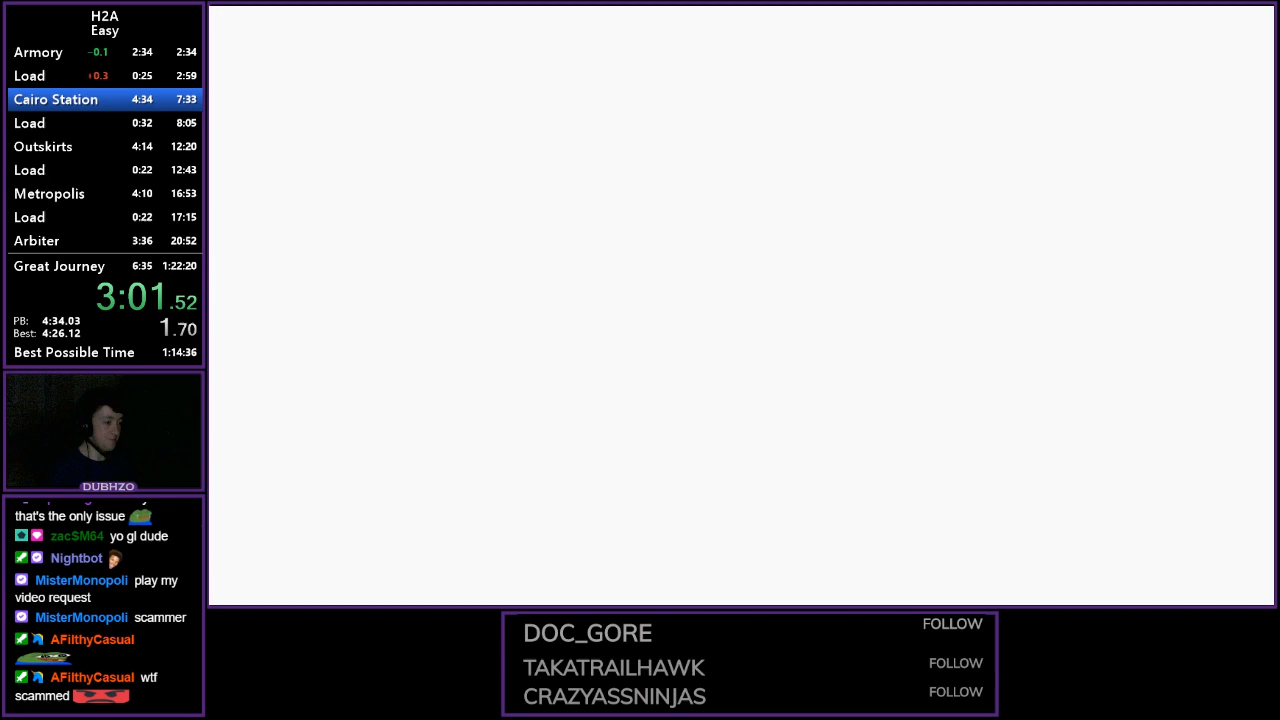 H2A
Easy
Armory -0.1 2:34 2:34
Load +0.3 0:25 2:59
Cairo Station 4:34 7:33
Load 0:32 8:05
Outskirts 4:14 12:20
Load 0:22 12:43
Metropolis 4:10 16:53
Load 0:22 17:15
Arbiter 3:36 20:52
Great Journey 6:35 1:22:20
3:01.52
PB: 4:34.03
Best: 4:26.12
1.70
Best Possible Time 1:14:36
DUBHZO
that's the only issue
zacSM64 yo gl dude
Nightbot
MisterMonopoli play my
video request
MisterMonopoli scammer
AFilthyCasual
AFilthyCasual wtf
scammed
DOC_GORE FOLLOW
TAKATRAILHAWK FOLLOW
CRAZYASSNINJAS FOLLOW